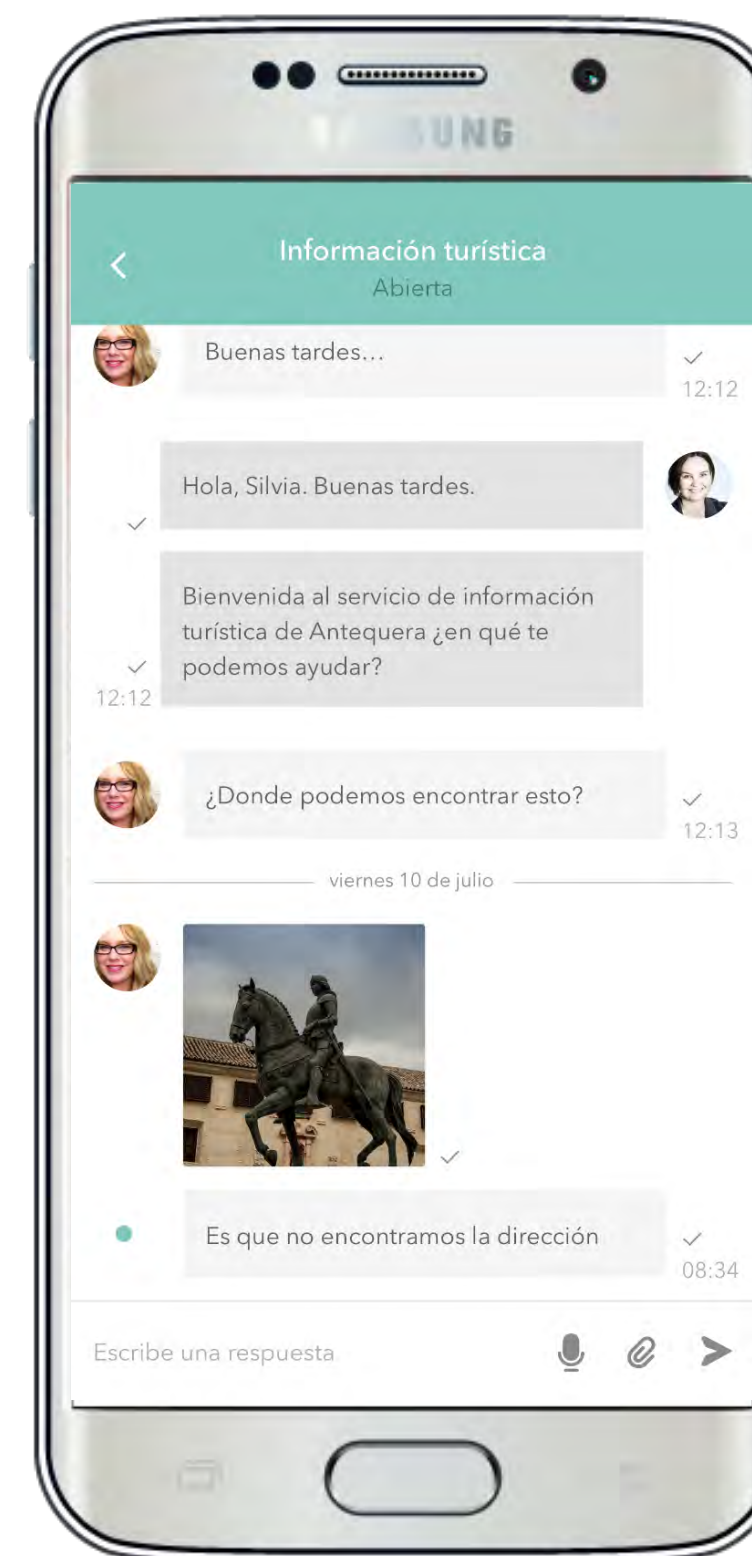 Información turística
Abierta
Buenas tardes...
12:12
Hola, Silvia. Buenas tardes.
Bienvenida al servicio de información
turística de Antequera ¿en qué te
podemos ayudar?
12:12
¿Donde podemos encontrar esto?
12:13
viernes 10 de julio
Es que no encontramos la dirección
08:34
Escribe una respuesta